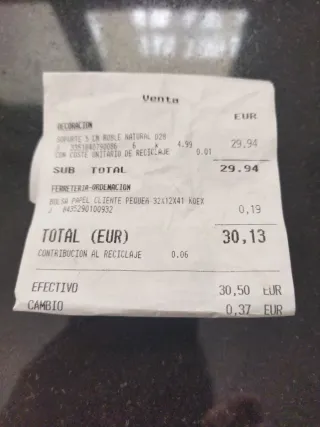 Venta
EUR
DECORACION
SOPORTE 5 CM ROBLE NATURAL D28
6 x 4.99 29.94
CON COSTE UNITARIO DE RECICLAJE 0.01
SUB TOTAL 29.94
FERRETERIA-ORDENACION
BOLSA PAPEL CLIENTE 32X12X41
8435290100932 0,19
TOTAL (EUR) 30,13
CONTRIBUCION AL RECICLAJE 0.06
EFECTIVO 30,50 EUR
CAMBIO 0,37 EUR